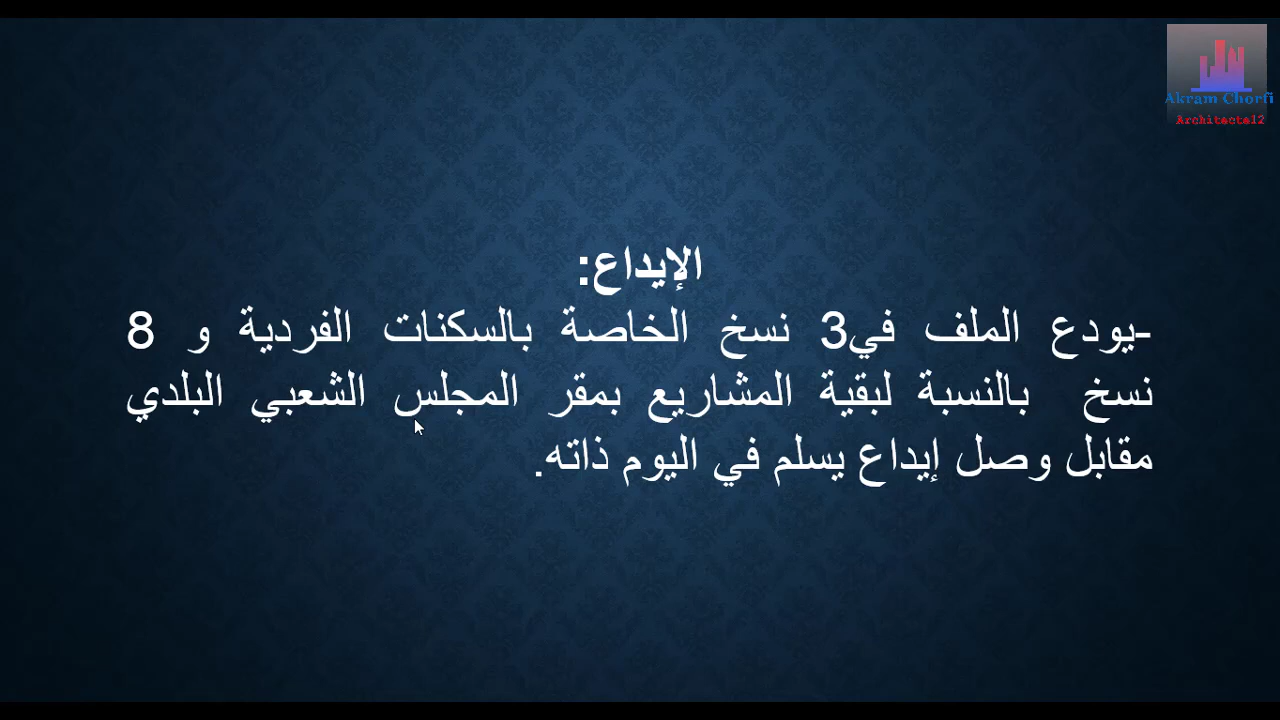 Akram Chorfi
Architecte12
الإيداع:
-يودع الملف في3 نسخ الخاصة بالسكنات الفردية و 8
نسخ بالنسبة لبقية المشاريع بمقر المجلس الشعبي البلدي
مقابل وصل إيداع يسلم في اليوم ذاته.